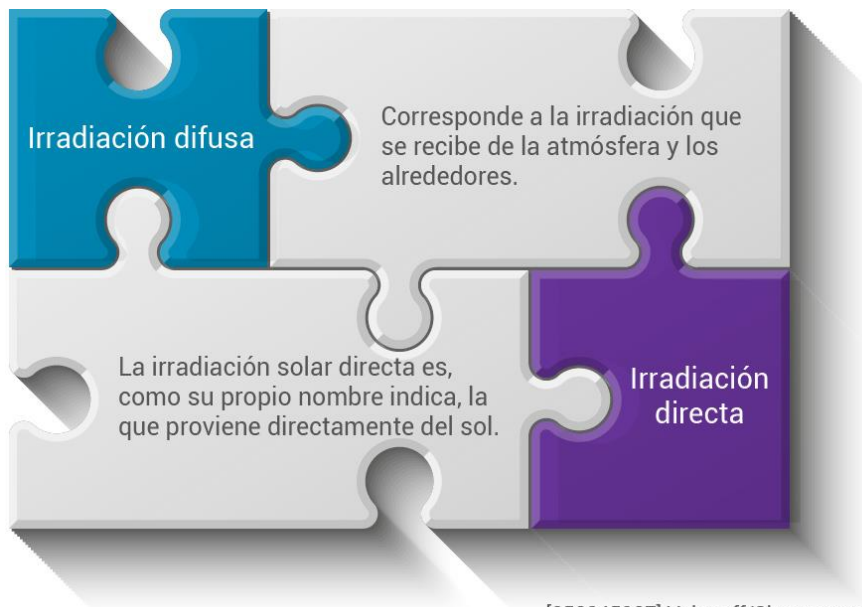 Irradiación difusa
Corresponde a la irradiación que
se recibe de la atmósfera y los
alrededores.
La irradiación solar directa es,
como su propio nombre indica, la
que proviene directamente del sol.
Irradiación
directa